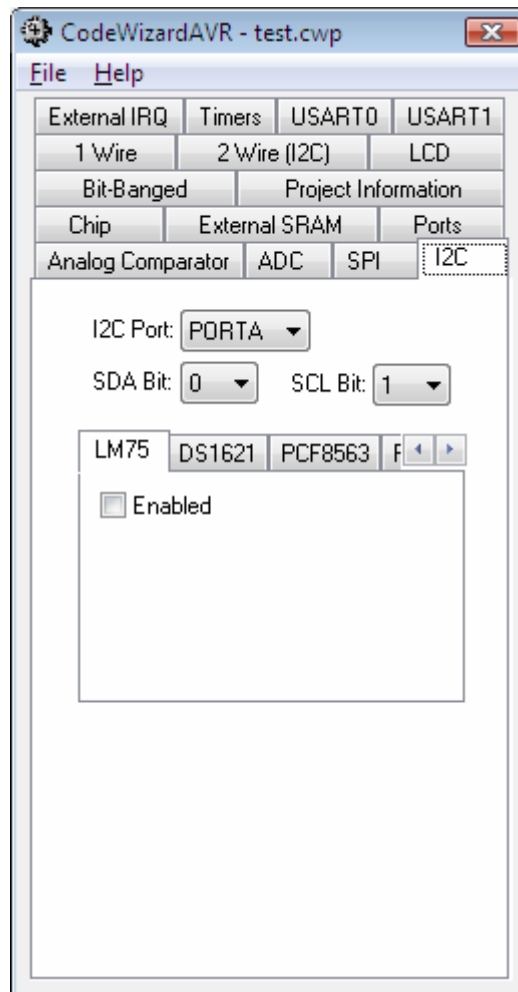 CodeWizardAVR - test.cwp
File Help
External IRQ Timers USART0 USART1
1 Wire 2 Wire (I2C) LCD
Bit-Banged Project Information
Chip External SRAM Ports
Analog Comparator ADC SPI I2C
I2C Port: PORTA
SDA Bit: 0 SCL Bit: 1
LM75 DS1621 PCF8563
Enabled